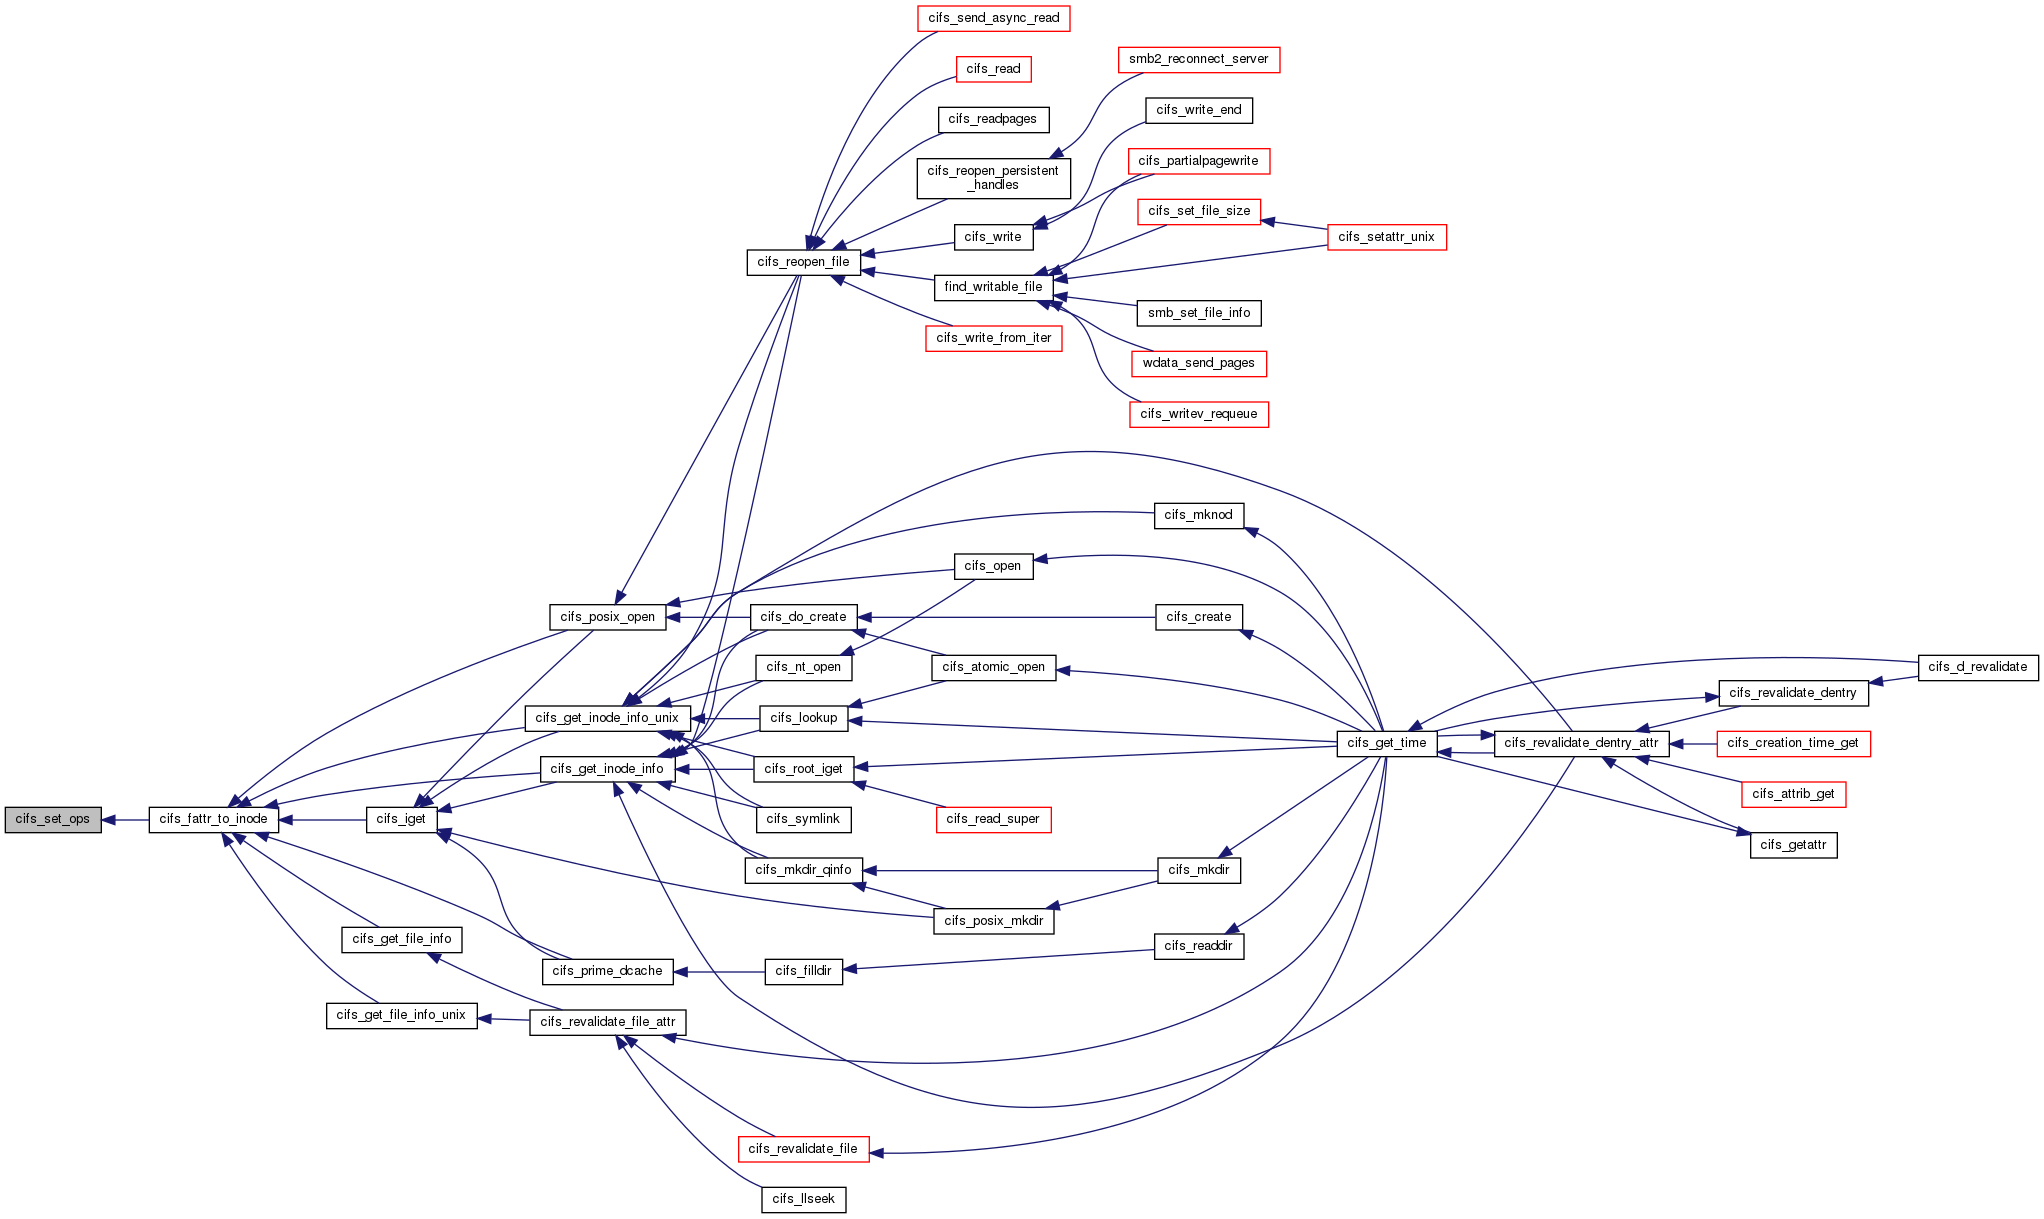 cifs_send_async_read
smb2_reconnect_server
cifs_read
cifs_write_end
cifs_readpages
cifs_partialpagewrite
cifs_reopen_persistent
_handles
cifs_set_file_size
cifs_write
cifs_setattr_unix
cifs_reopen_file
find_writable_file
smb_set_file_info
cifs_write_from_iter
wdata_send_pages
cifs_writev_requeue
cifs_mknod
cifs_open
cifs_posix_open
cifs_do_create
cifs_create
cifs_nt_open
cifs_atomic_open
cifs_d_revalidate
cifs_revalidate_dentry
cifs_get_inode_info_unix
cifs_lookup
cifs_get_time
cifs_revalidate_dentry_attr
cifs_creation_time_get
cifs_get_inode_info
cifs_root_iget
cifs_attrib_get
cifs_set_ops
cifs_fattr_to_inode
cifs_iget
cifs_symlink
cifs_read_super
cifs_getattr
cifs_mkdir_qinfo
cifs_mkdir
cifs_posix_mkdir
cifs_get_file_info
cifs_readdir
cifs_prime_dcache
cifs_filldir
cifs_get_file_info_unix
cifs_revalidate_file_attr
cifs_revalidate_file
cifs_llseek